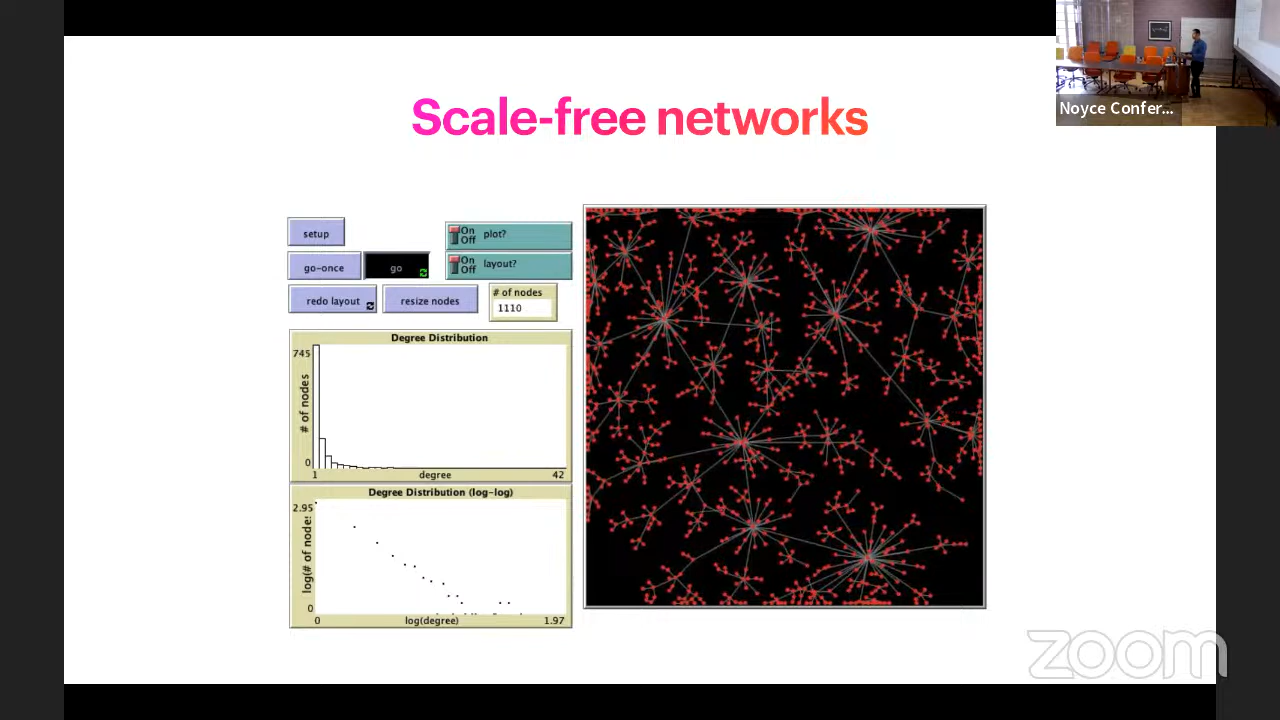 Noyce Confer...
Scale-free networks
setup
On
Off
plot?
go-once
go
On
Off
layout?
redo layout
resize nodes
# of nodes
1110
Degree Distribution
745
# of nodes
0
1
degree
42
Degree Distribution (log-log)
2.95
log(# of nodes
0
0
log(degree)
1.97
zoom